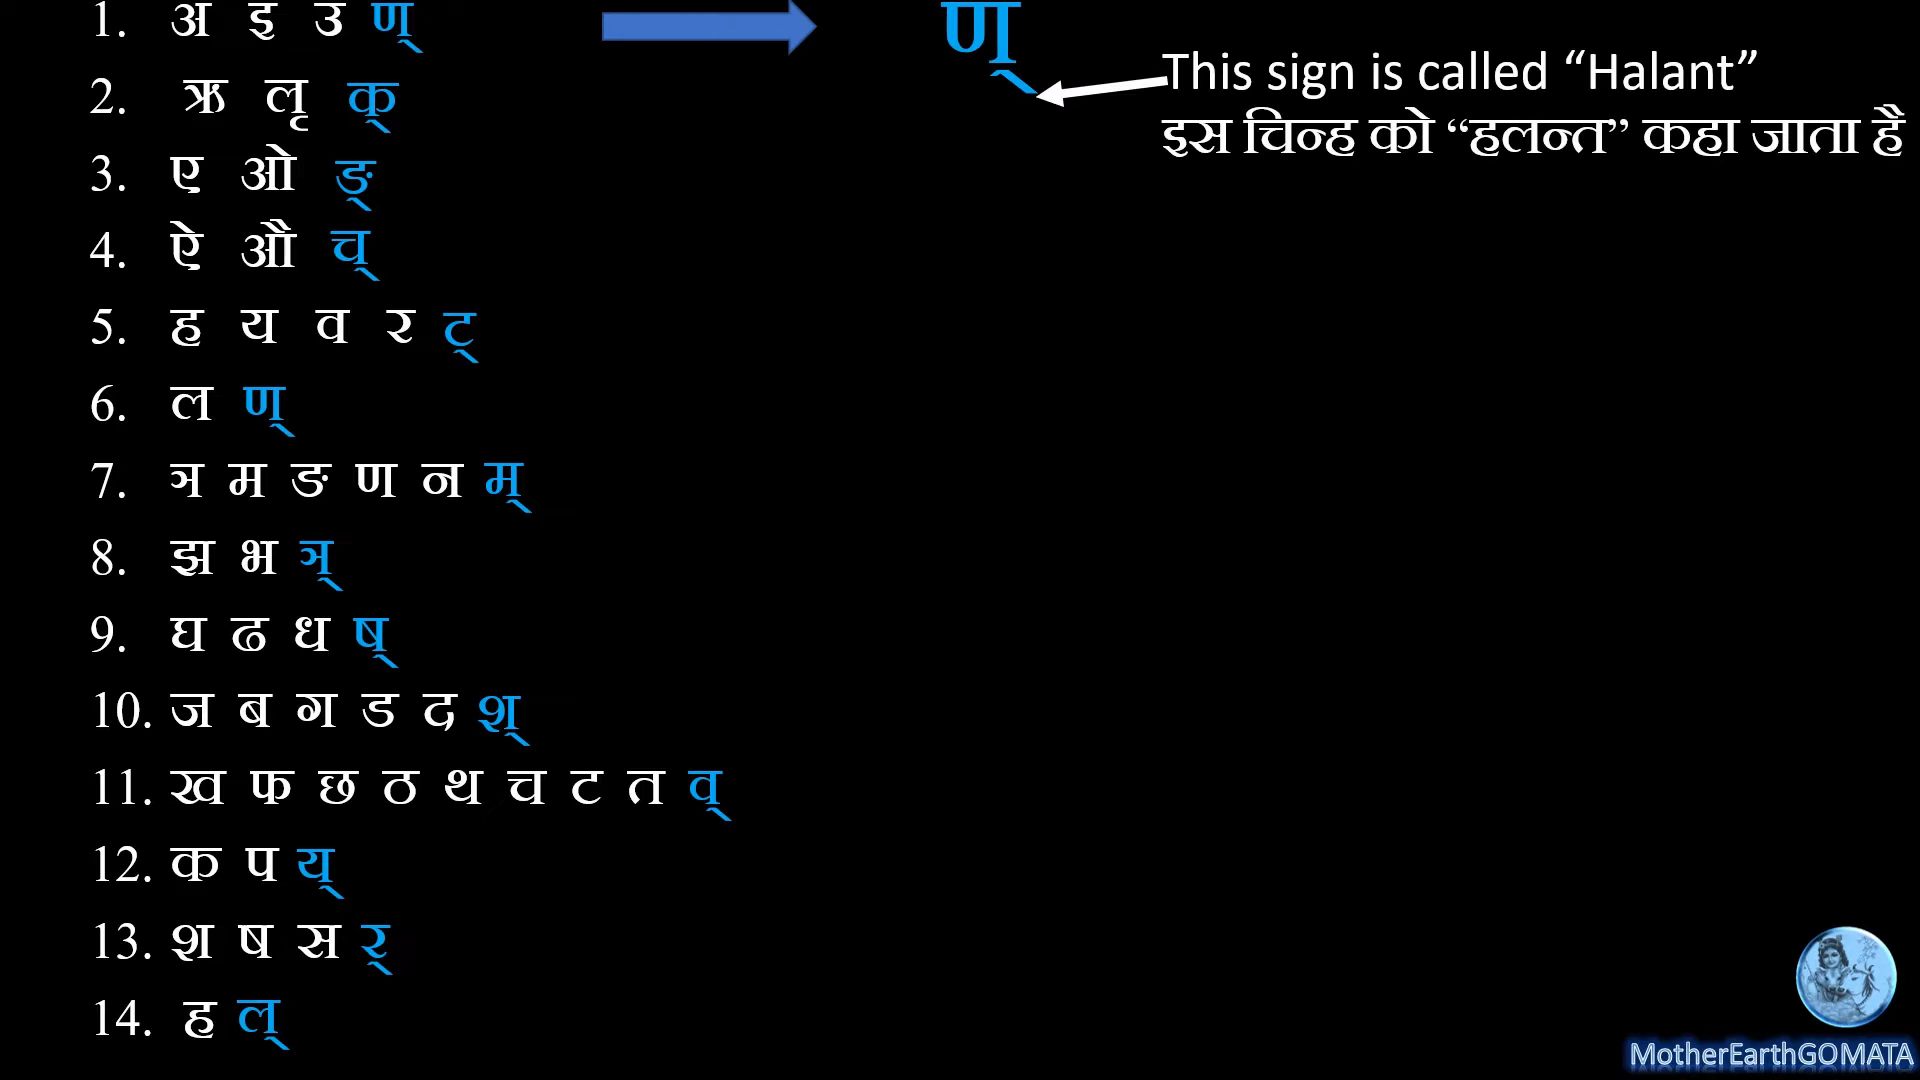 1. अ इ उ ण्
2. ऋ लृ क्
3. ए ओ ङ्
4. ऐ औ च्
5. ह य व र ट्
6. ल ण्
7. ञ म ङ ण न म्
8. झ भ ञ्
9. घ ढ ध ष्
10. ज ब ग ड द श्
11. ख फ छ ठ थ च ट त व्
12. क प य्
13. श ष स र्
14. ह ल्
ण्
This sign is called “Halant”
इस चिन्ह को “हलन्त” कहा जाता है
MotherEarthGOMATA